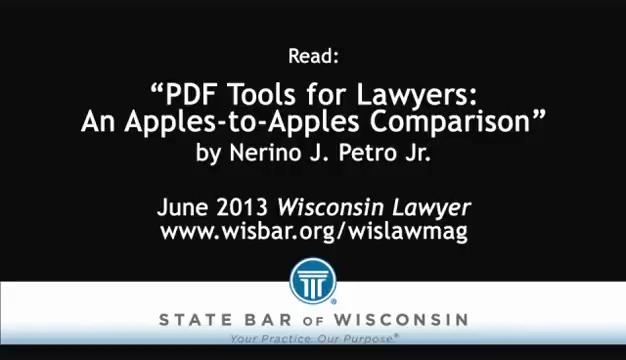 Read:
“PDF Tools for Lawyers:
An Apples-to-Apples Comparison”
by Nerino J. Petro Jr.
June 2013 Wisconsin Lawyer
www.wisbar.org/wislawmag
®
STATE BAR OF WISCONSIN
Your Practice. Our Purpose.®